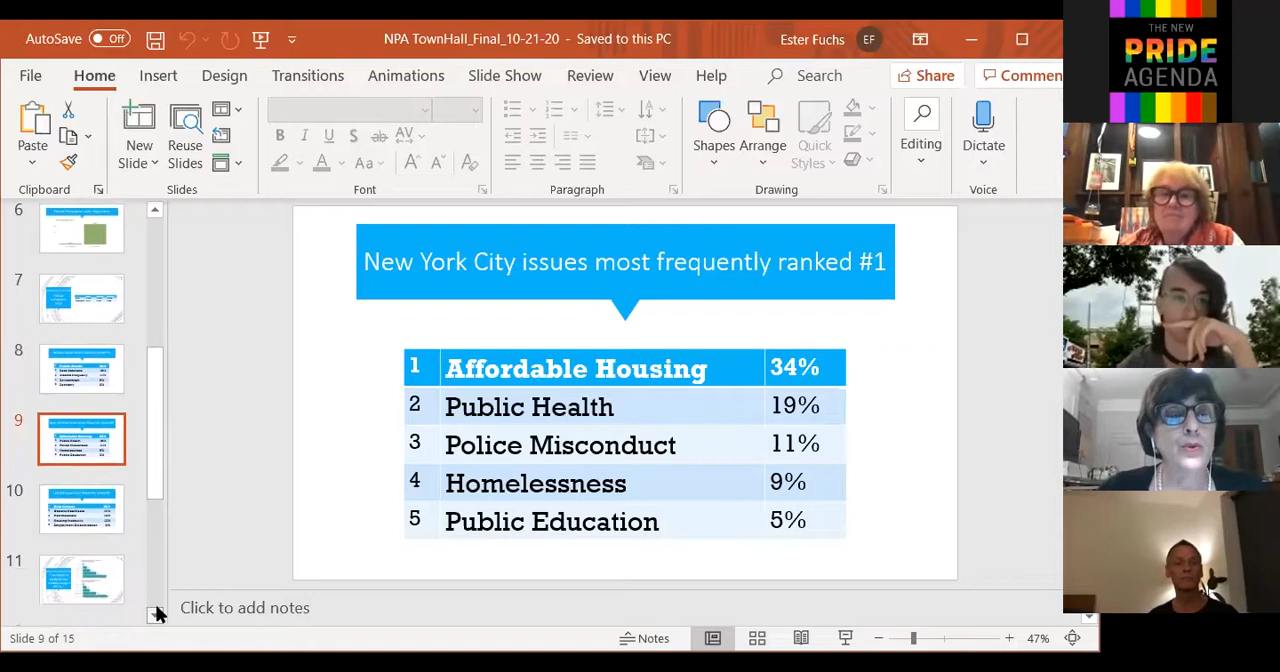 AutoSave Off
NPA TownHall_Final_10-21-20 - Saved to this PC
Ester Fuchs EF
File Home Insert Design Transitions Animations Slide Show Review View Help Search Share Commen
Paste
New Slide
Reuse Slides
B I U S ab AV
A Aa A A
Shapes
Arrange
Quick Styles
Editing
Dictate
Clipboard Slides Font Paragraph Drawing Voice
6
7
8
9
10
11
New York City issues most frequently ranked #1
1 Affordable Housing 34%
2 Public Health 19%
3 Police Misconduct 11%
4 Homelessness 9%
5 Public Education 5%
Click to add notes
Slide 9 of 15
Notes
47%
THE NEW
PRIDE
AGENDA